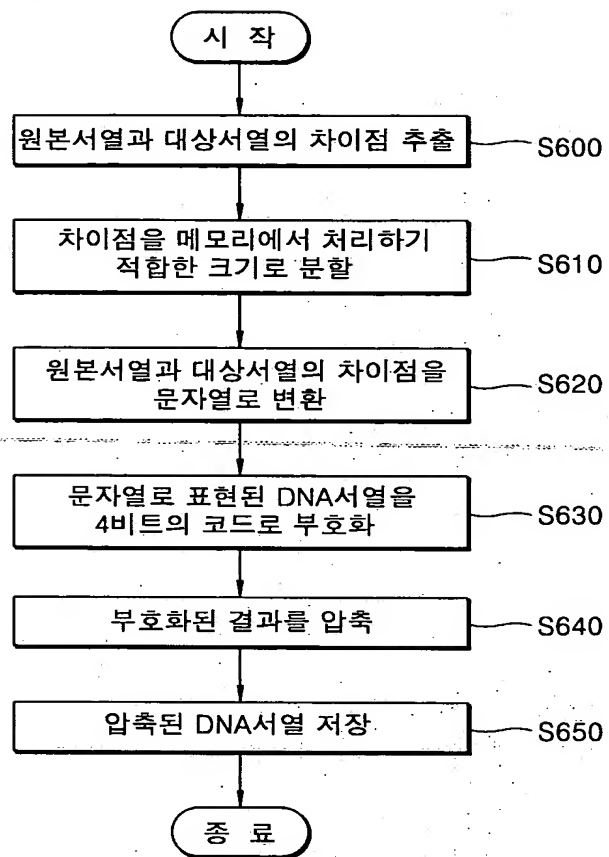 시 작
원본서열과 대상서열의 차이점 추출
S600
차이점을 메모리에서 처리하기
적합한 크기로 분할
S610
원본서열과 대상서열의 차이점을
문자열로 변환
S620
문자열로 표현된 DNA서열을
4비트의 코드로 부호화
S630
부호화된 결과를 압축
S640
압축된 DNA서열 저장
S650
종 료